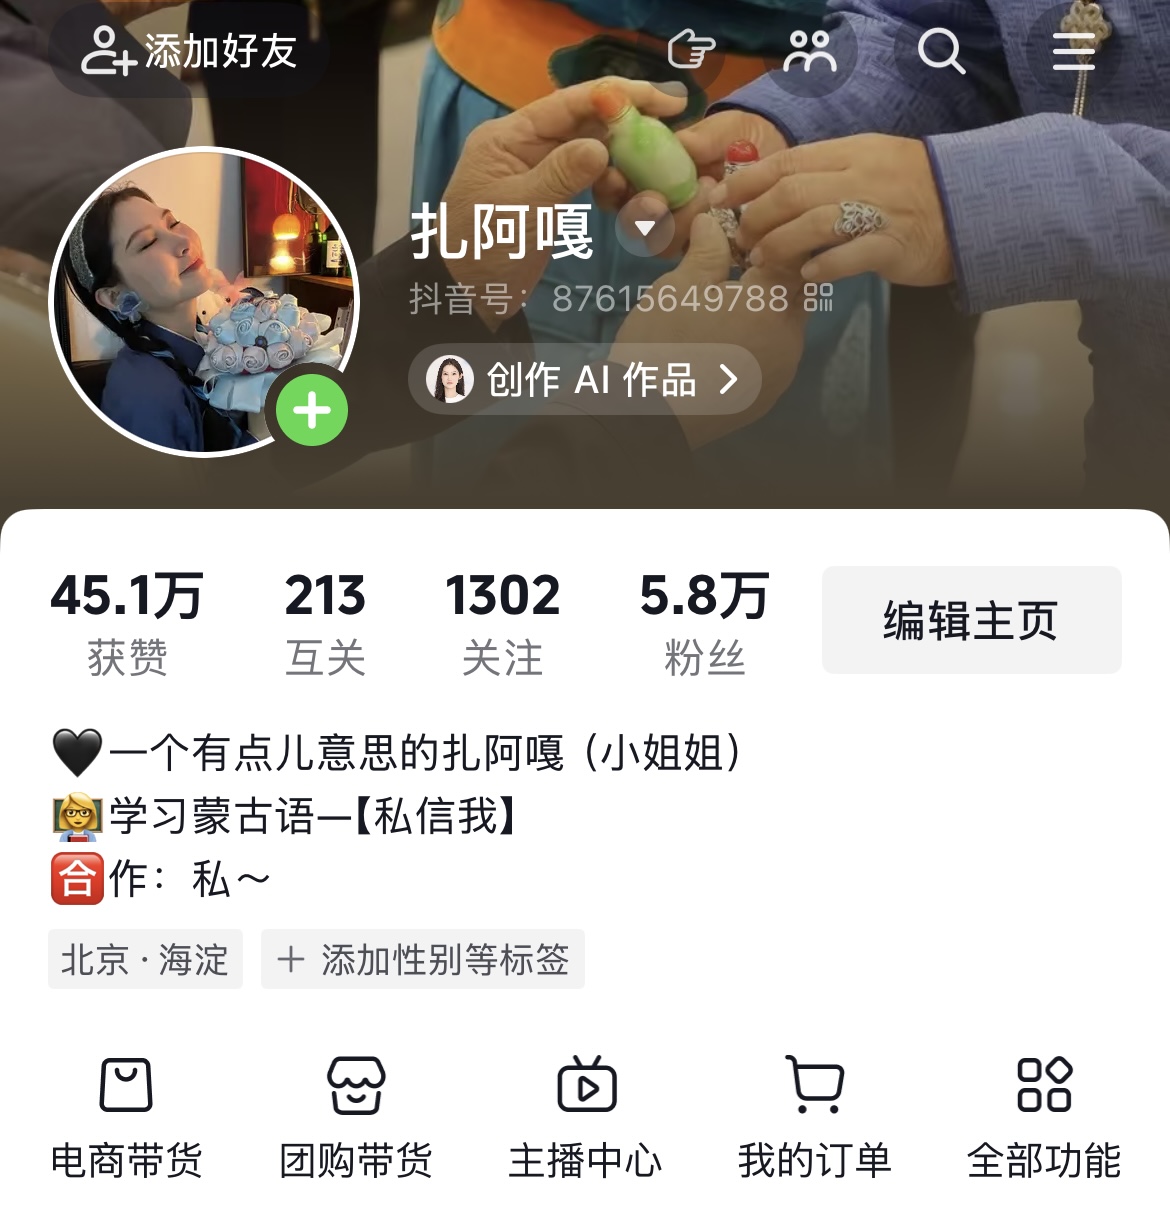 添加好友
扎阿嘎
抖音号：87615649788
创作 AI 作品
45.1万 213 1302 5.8万
获赞 互关 关注 粉丝
编辑主页
🖤一个有点儿意思的扎阿嘎（小姐姐）
👩‍🏫学习蒙古语—【私信我】
🈴作：私～
北京 · 海淀 + 添加性别等标签
电商带货 团购带货 主播中心 我的订单 全部功能